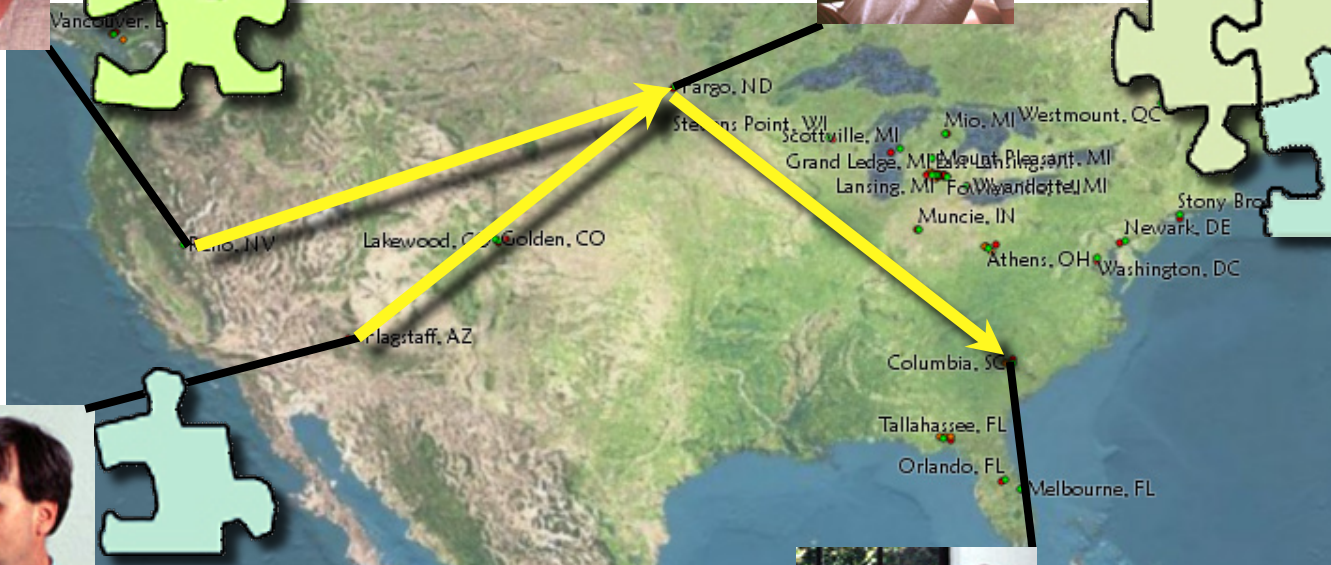 Vancouver,
Fargo, ND
Stevens Point, WI
Scottville, MI
Mio, MI
Westmount, QC
Grand Ledge, MI
East Lansing,
Mount Pleasant, MI
Lansing, MI
Wyandotte, MI
Stony Bro
Muncie, IN
Newark, DE
Reno, NV
Lakewood, CO
Golden, CO
Athens, OH
Washington, DC
Flagstaff, AZ
Columbia, SC
Tallahassee, FL
Orlando, FL
Melbourne, FL